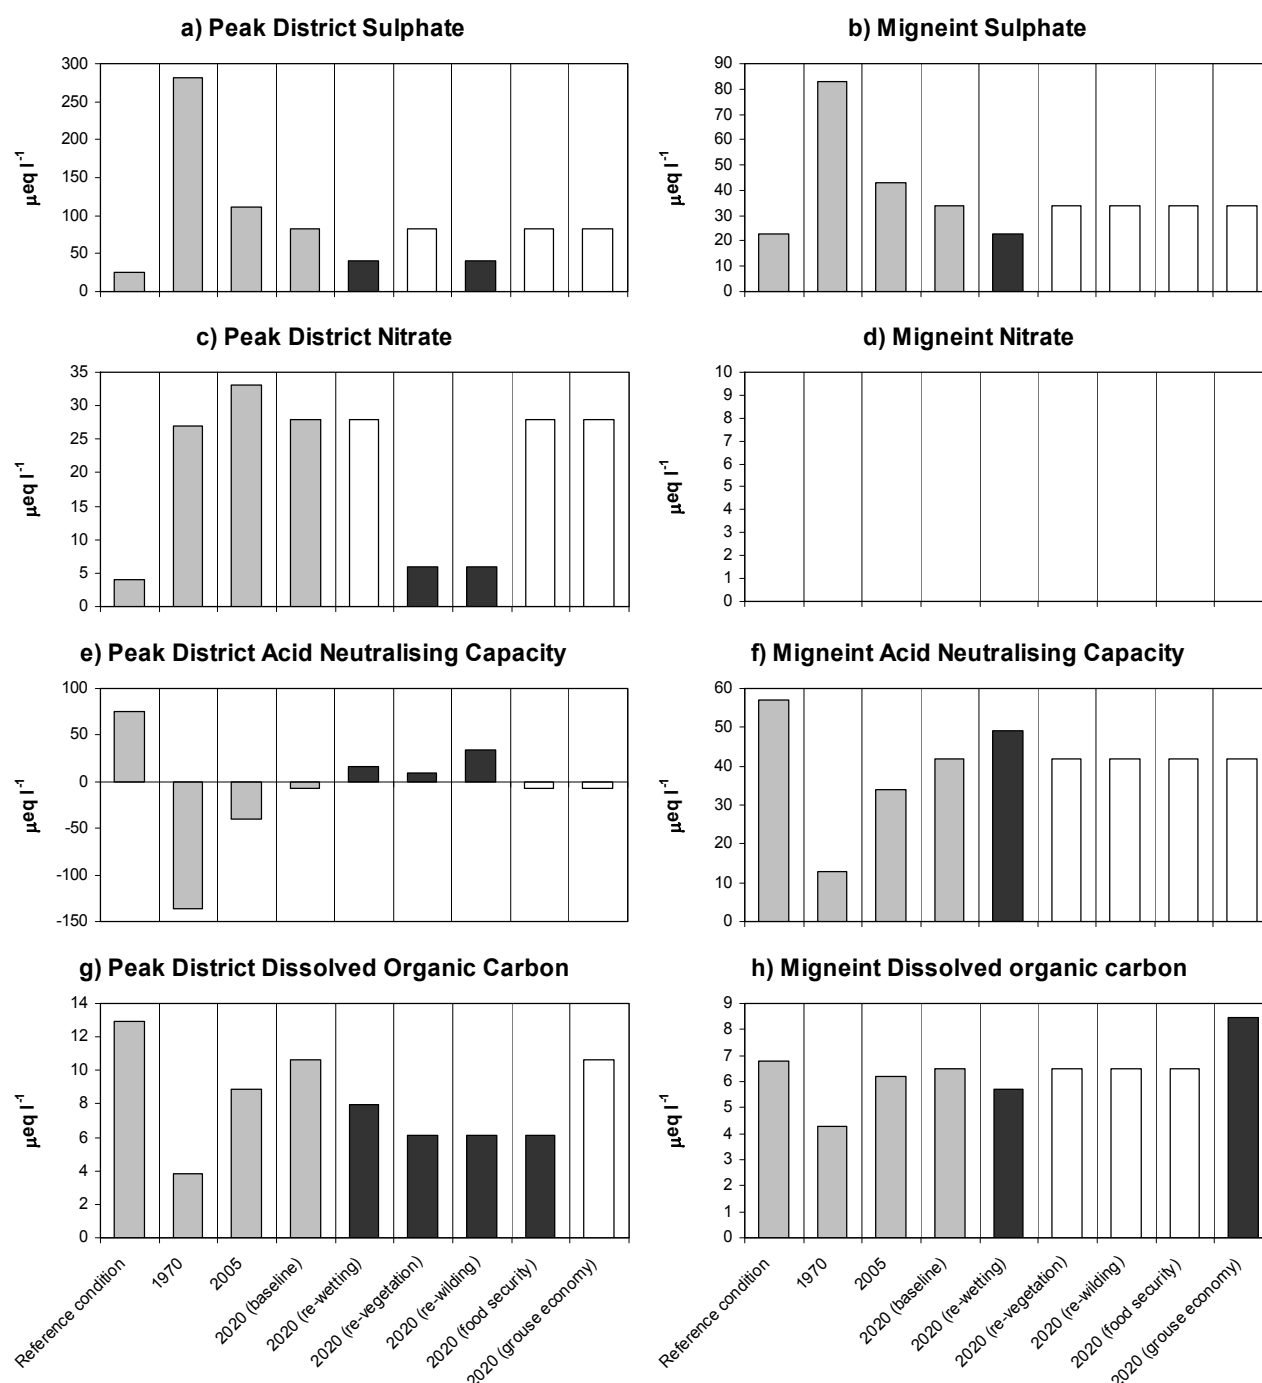 a) Peak District Sulphate
300
250
200
150
100
50
0
µeq l-1
b) Migneint Sulphate
90
80
70
60
50
40
30
20
10
0
µeq l-1
c) Peak District Nitrate
35
30
25
20
15
10
5
0
µeq l-1
d) Migneint Nitrate
10
9
8
7
6
5
4
3
2
1
0
µeq l-1
e) Peak District Acid Neutralising Capacity
100
50
0
-50
-100
-150
µeq l-1
f) Migneint Acid Neutralising Capacity
60
50
40
30
20
10
0
µeq l-1
g) Peak District Dissolved Organic Carbon
14
12
10
8
6
4
2
0
µeq l-1
Reference condition
1970
2005
2020 (baseline)
2020 (re-wetting)
2020 (re-vegetation)
2020 (re-wilding)
2020 (food security)
2020 (grouse economy)
h) Migneint Dissolved organic carbon
9
8
7
6
5
4
3
2
1
0
µeq l-1
Reference condition
1970
2005
2020 (baseline)
2020 (re-wetting)
2020 (re-vegetation)
2020 (re-wilding)
2020 (food security)
2020 (grouse economy)